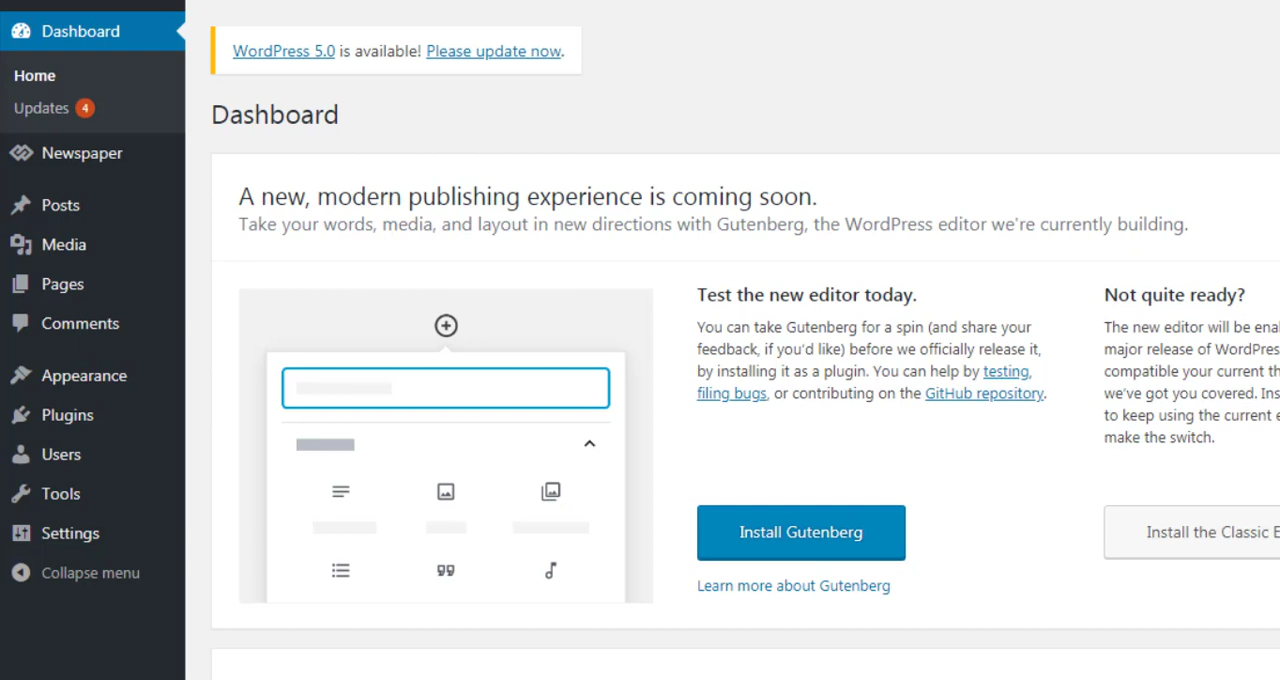 Dashboard
Home
Updates 4
Newspaper
Posts
Media
Pages
Comments
Appearance
Plugins
Users
Tools
Settings
Collapse menu
WordPress 5.0 is available! Please update now.
Dashboard
A new, modern publishing experience is coming soon.
Take your words, media, and layout in new directions with Gutenberg, the WordPress editor we're currently building.
Test the new editor today.
You can take Gutenberg for a spin (and share your
feedback, if you'd like) before we officially release it,
by installing it as a plugin. You can help by testing,
filing bugs, or contributing on the GitHub repository.
Install Gutenberg
Learn more about Gutenberg
Not quite ready?
The new editor will be
major release of WordPress
compatible your current
we've got you covered.
to keep using the current
make the switch.
Install the Classic